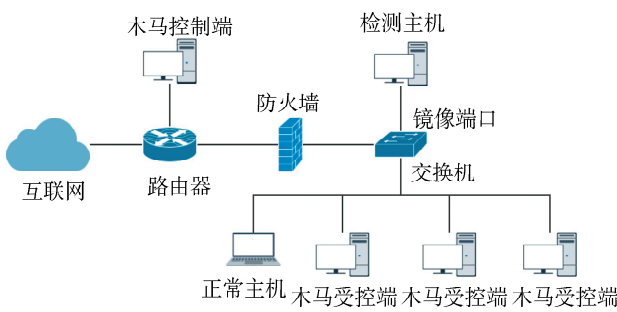 木马控制端
检测主机
防火墙
镜像端口
互联网
路由器
交换机
正常主机
木马受控端
木马受控端
木马受控端